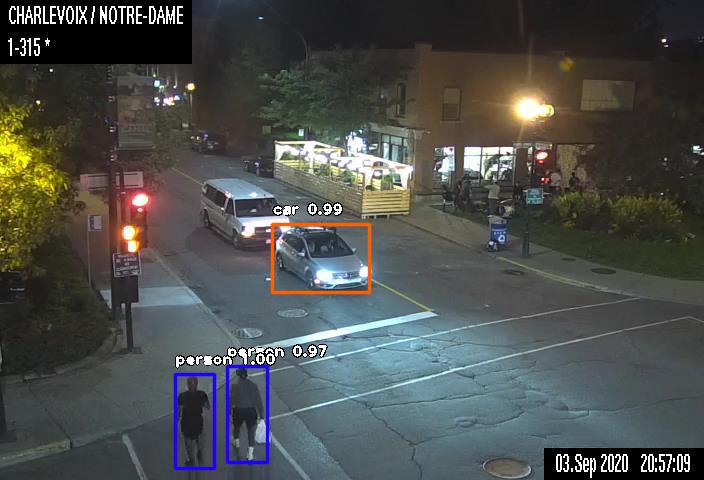 CHARLEVOIX / NOTRE-DAME
1-315 *
car 0.99
person 0.97
person 1.00
03.Sep 2020 20:57:09